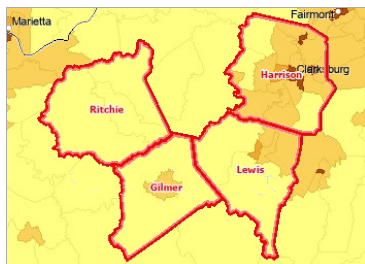 Fairmont
Marietta
Clarksburg
Harrison
Ritchie
Lewis
Gilmer